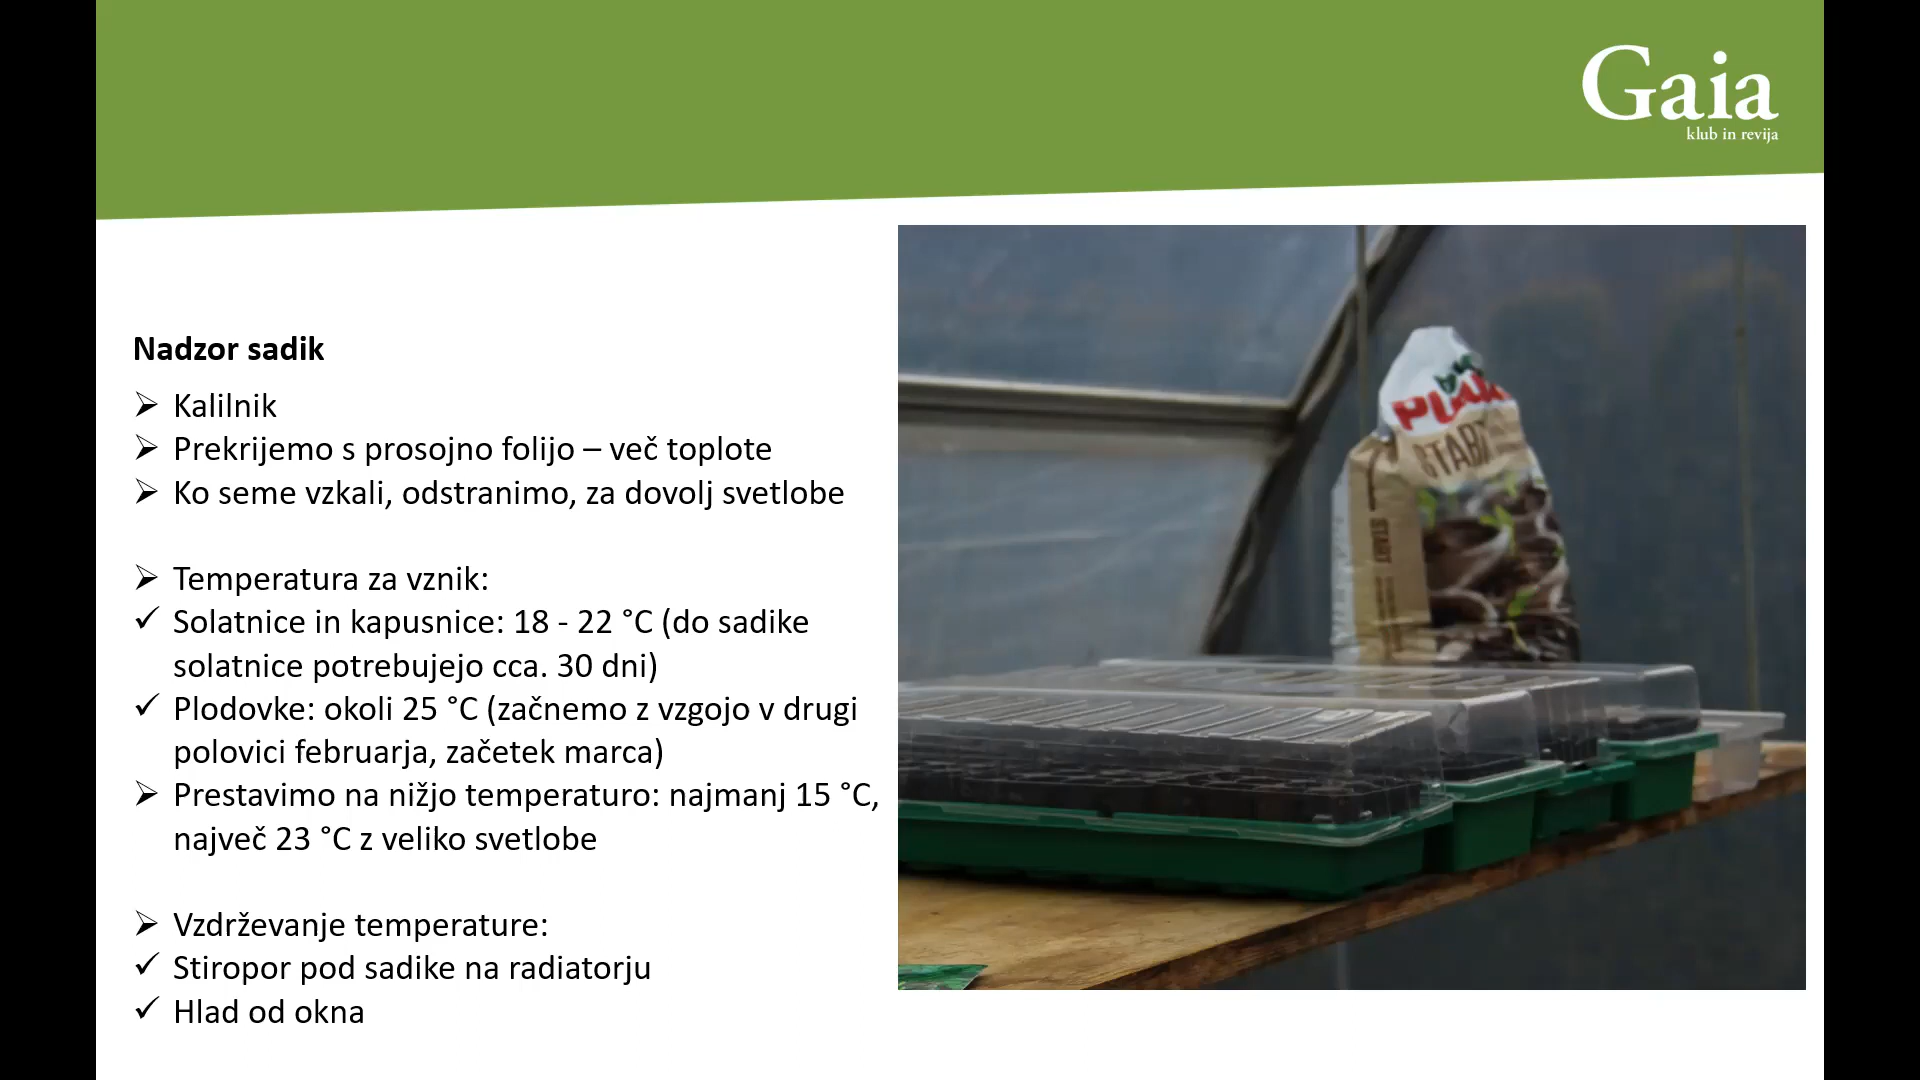 Gaia
klub in revija
Nadzor sadik
Kalilnik
Prekrijemo s prosojno folijo – več toplote
Ko seme vzkali, odstranimo, za dovolj svetlobe
Temperatura za vznik:
Solatnice in kapusnice: 18 - 22 °C (do sadike
solatnice potrebujejo cca. 30 dni)
Plodovke: okoli 25 °C (začnemo z vzgojo v drugi
polovici februarja, začetek marca)
Prestavimo na nižjo temperaturo: najmanj 15 °C,
največ 23 °C z veliko svetlobe
Vzdrževanje temperature:
Stiropor pod sadike na radiatorju
Hlad od okna
START